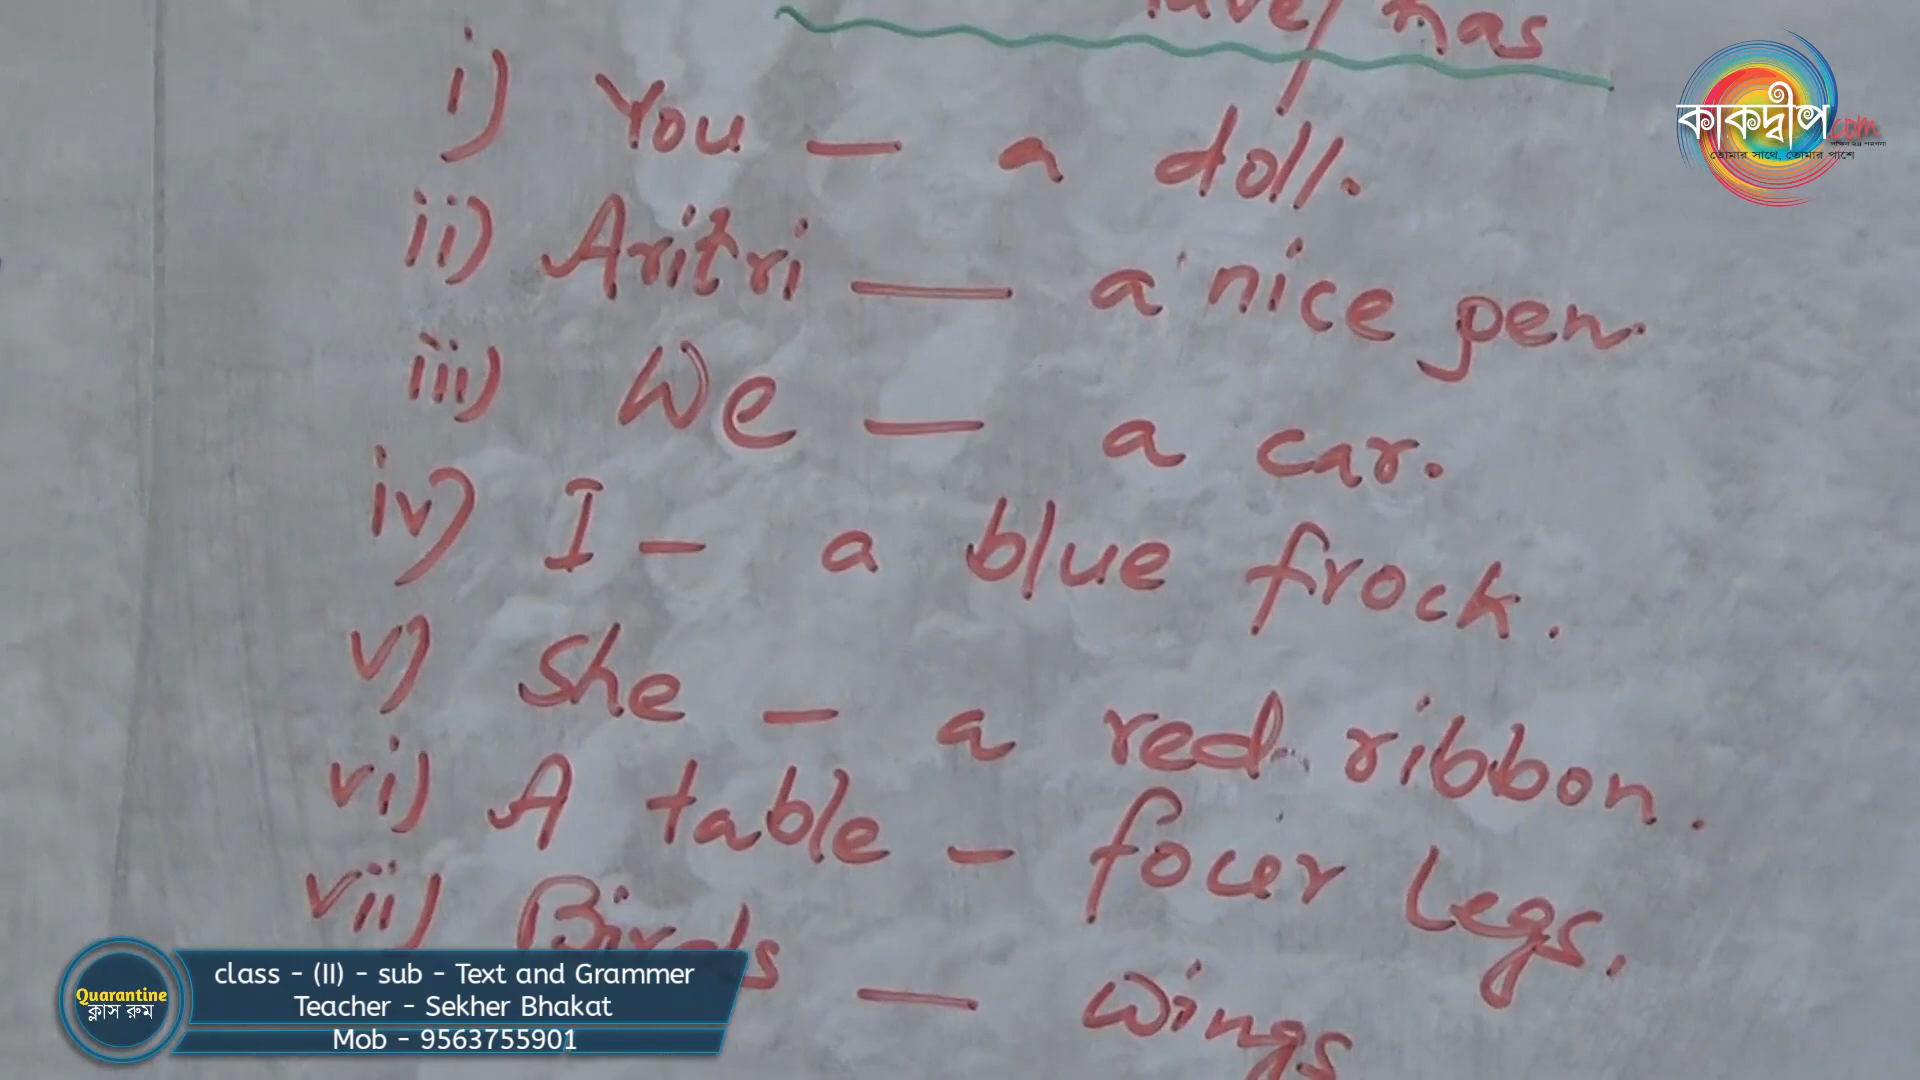 have/has
i) You — a doll.
ii) Aritri — a nice pen.
iii) We — a car.
iv) I — a blue frock.
v) She — a red ribbon.
vi) A table — four legs.
vii) Birds — wings
কাকদ্বীপ.com
তোমার সাথে, তোমার পাশে
Quarantine
ক্লাস রুম
class - (II) - sub - Text and Grammer
Teacher - Sekher Bhakat
Mob - 9563755901